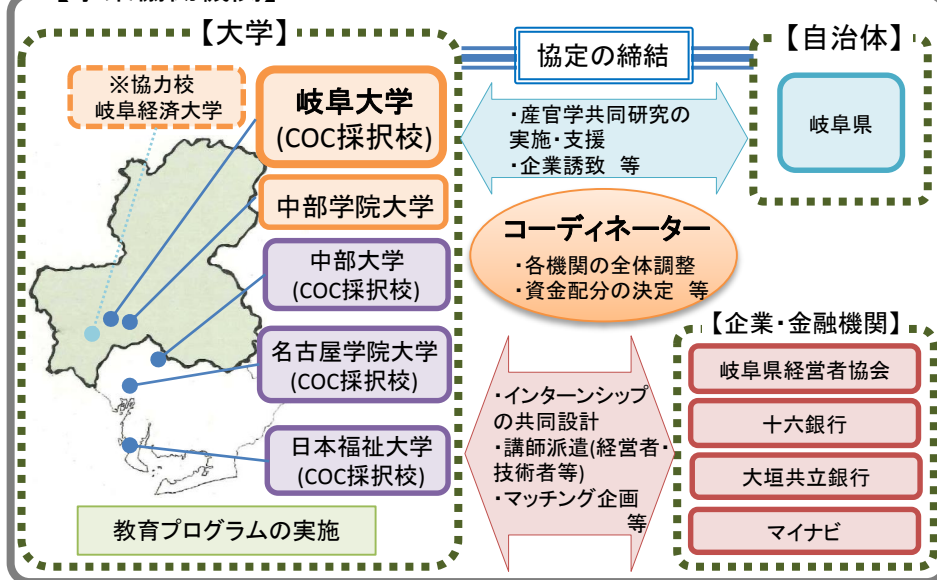 【大学】
※協力校
岐阜経済大学
岐阜大学
(COC採択校)
中部学院大学
中部大学
(COC採択校)
名古屋学院大学
(COC採択校)
日本福祉大学
(COC採択校)
教育プログラムの実施
協定の締結
・産官学共同研究の
実施・支援
・企業誘致 等
【自治体】
岐阜県
コーディネーター
・各機関の全体調整
・資金配分の決定 等
・インターンシップ
の共同設計
・講師派遣(経営者・
技術者等)
・マッチング企画
等
【企業・金融機関】
岐阜県経営者協会
十六銀行
大垣共立銀行
マイナビ